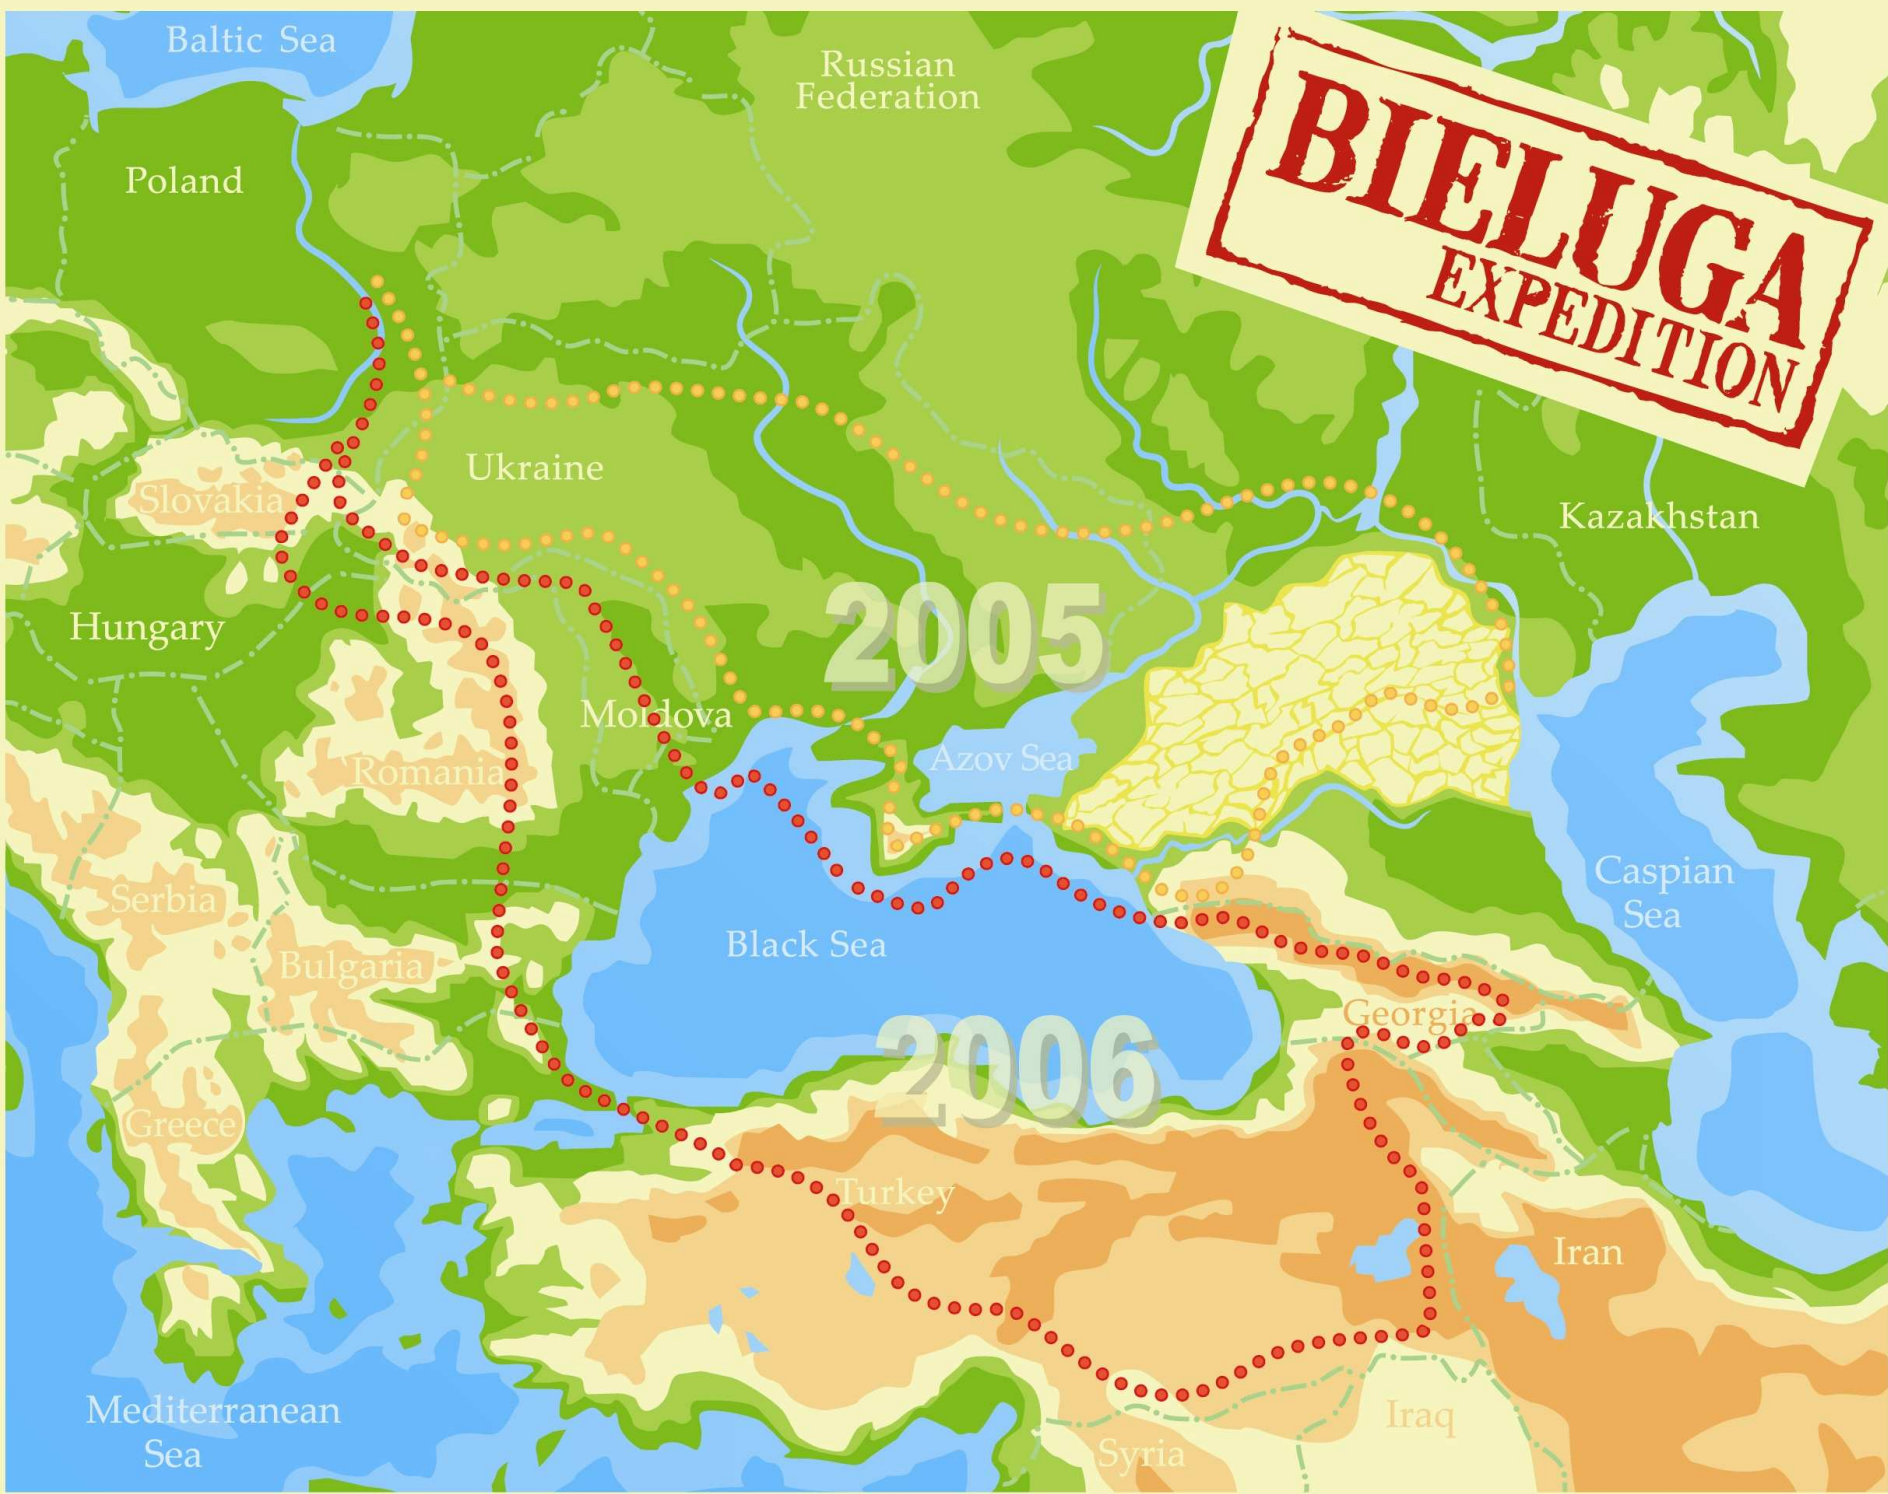 Baltic Sea
Russian
Federation
BIELUGA
EXPEDITION
Poland
Ukraine
Slovakia
Kazakhstan
Hungary
2005
Moldova
Azov Sea
Romania
Caspian
Sea
Serbia
Black Sea
Bulgaria
Georgia
2006
Greece
Turkey
Iran
Mediterranean
Sea
Iraq
Syria